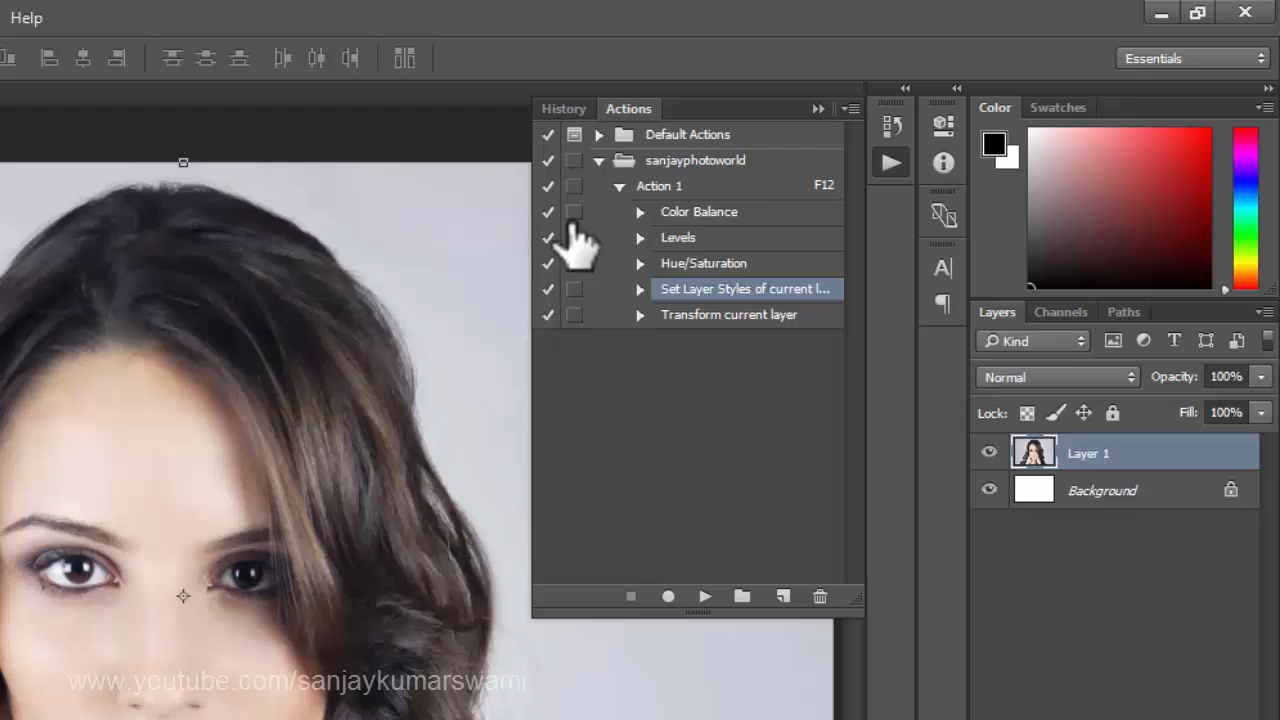 Help
Essentials
History Actions
Default Actions
sanjayphotoworld
Action 1 F12
Color Balance
Levels
Hue/Saturation
Set Layer Styles of current l...
Transform current layer
Color Swatches
A
Layers Channels Paths
Kind
T
Normal Opacity: 100%
Lock: Fill: 100%
Layer 1
Background
www.youtube.com/sanjaykumarswami